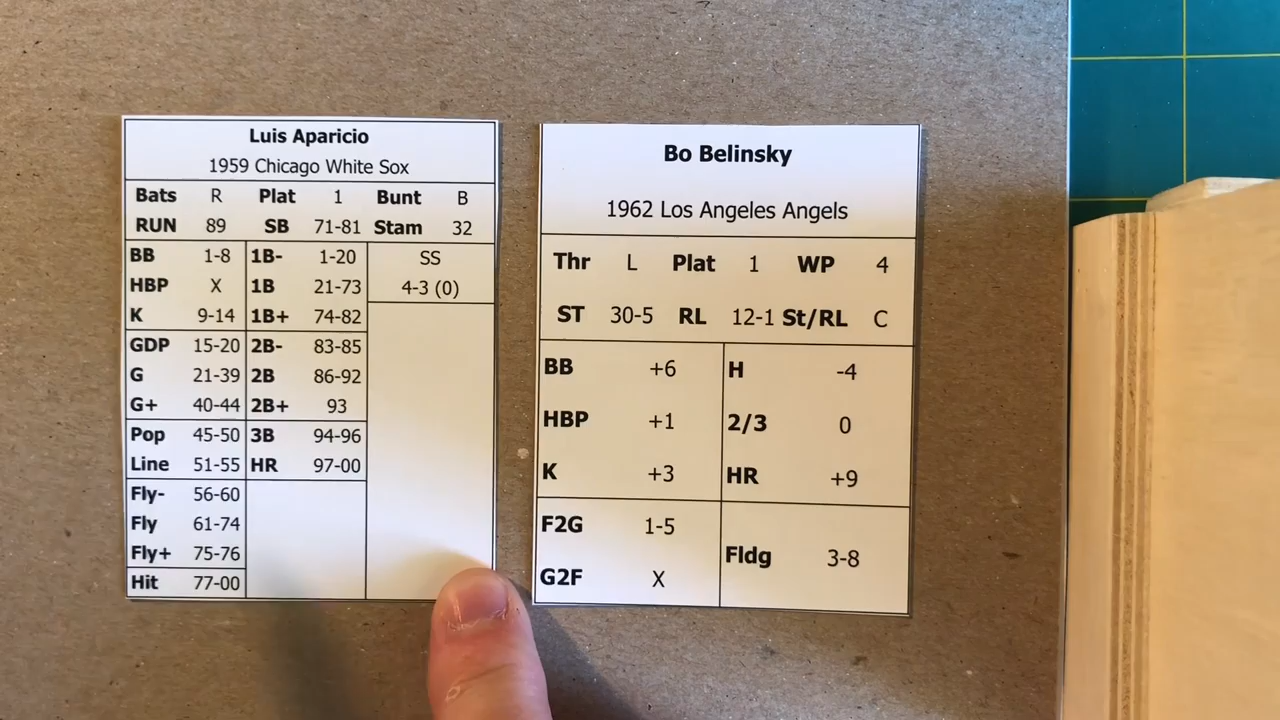 Luis Aparicio
1959 Chicago White Sox
Bats R Plat 1 Bunt B
RUN 89 SB 71-81 Stam 32
BB 1-8 1B- 1-20 SS
HBP X 1B 21-73 4-3 (0)
K 9-14 1B+ 74-82
GDP 15-20 2B- 83-85
G 21-39 2B 86-92
G+ 40-44 2B+ 93
Pop 45-50 3B 94-96
Line 51-55 HR 97-00
Fly- 56-60
Fly 61-74
Fly+ 75-76
Hit 77-00
Bo Belinsky
1962 Los Angeles Angels
Thr L Plat 1 WP 4
ST 30-5 RL 12-1 St/RL C
BB +6 H -4
HBP +1 2/3 0
K +3 HR +9
F2G 1-5
Fldg 3-8
G2F X